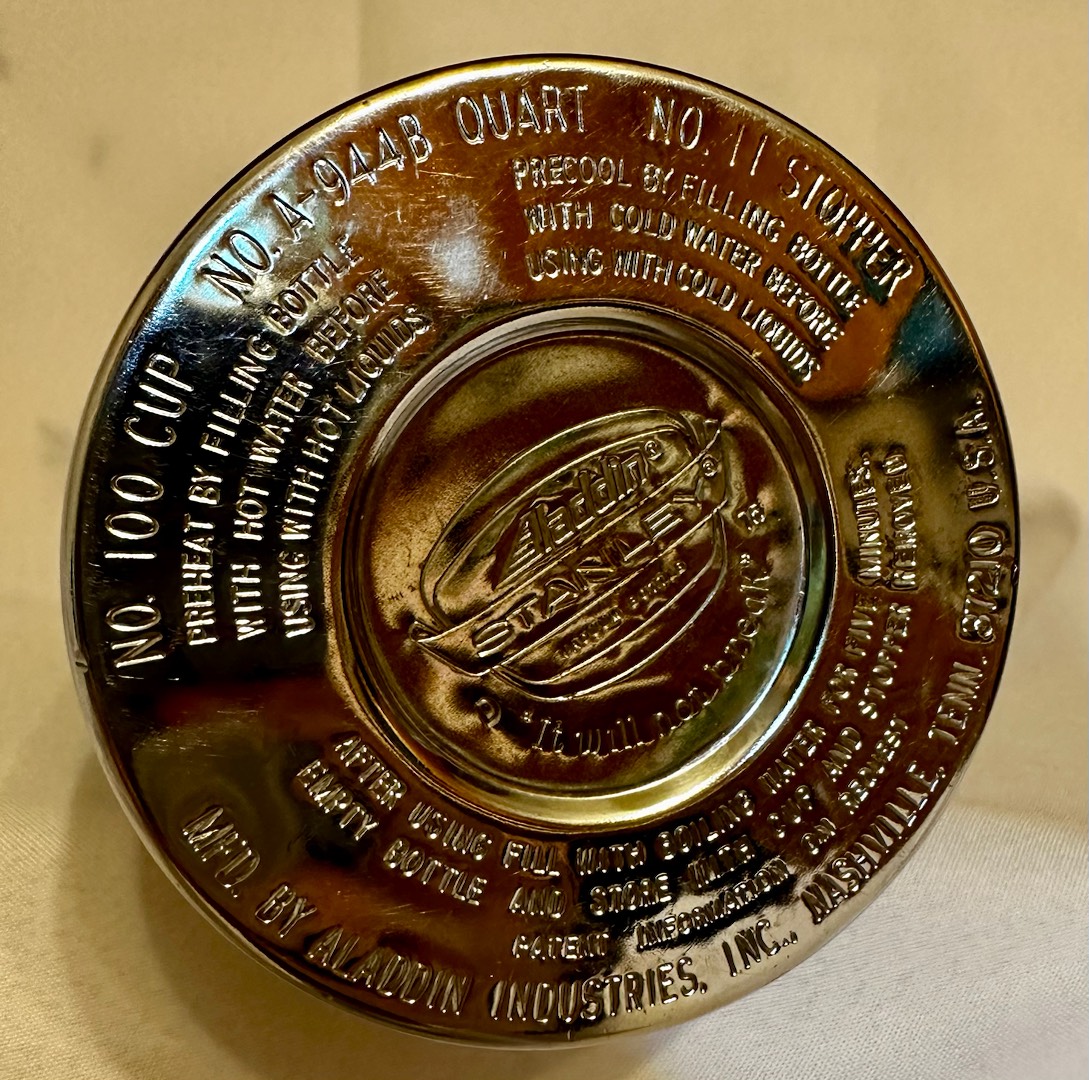 NO. 100 CUP NO. A-944B QUART NO. 11 STOPPER
PREHEAT BY FILLING BOTTLE
WITH HOT WATER BEFORE
USING WITH HOT LIQUIDS
PRECOOL BY FILLING BOTTLE
WITH COLD WATER BEFORE
USING WITH COLD LIQUIDS
Aladdin®
STANLEY®
"It will not break"®
AFTER USING FILL WITH BOILING WATER FOR FIVE MINUTES.
EMPTY BOTTLE AND STORE WITH CUP AND STOPPER REMOVED
PATENT INFORMATION ON REQUEST
MFD. BY ALADDIN INDUSTRIES, INC., NASHVILLE, TENN. 37210 U.S.A.